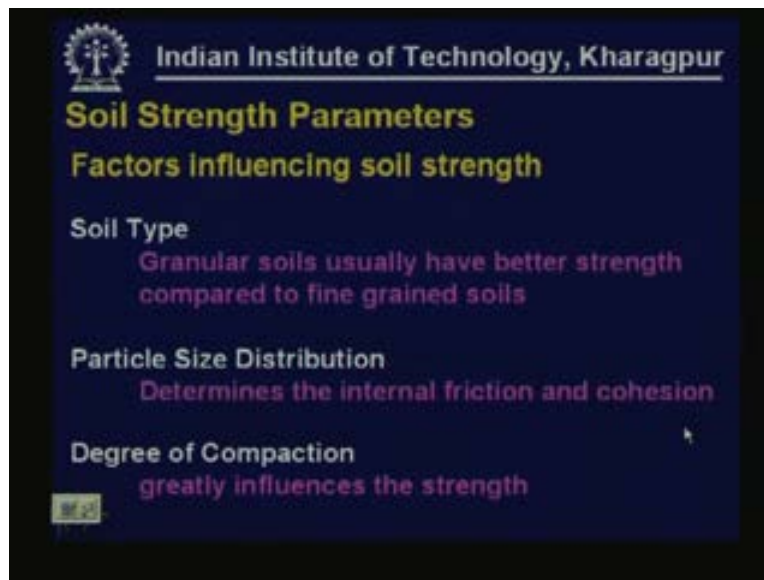 Indian Institute of Technology, Kharagpur
Soil Strength Parameters
Factors influencing soil strength
Soil Type
Granular soils usually have better strength
compared to fine grained soils
Particle Size Distribution
Determines the internal friction and cohesion
Degree of Compaction
greatly influences the strength